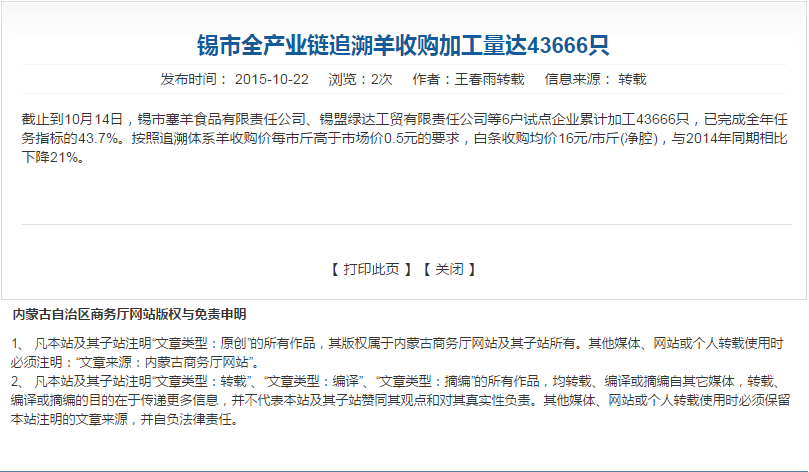 锡市全产业链追溯羊收购加工量达43666只
发布时间： 2015-10-22 浏览：2次 作者：王春雨转载 信息来源： 转载
截止到10月14日，锡市塞羊食品有限责任公司、锡盟绿达工贸有限责任公司等6户试点企业累计加工43666只，已完成全年任
务指标的43.7%。按照追溯体系羊收购价每市斤高于市场价0.5元的要求，白条收购均价16元/市斤(净腔)，与2014年同期相比
下降21%。
【 打印此页 】【 关闭 】
内蒙古自治区商务厅网站版权与免责申明
1、 凡本站及其子站注明“文章类型：原创”的所有作品，其版权属于内蒙古商务厅网站及其子站所有。其他媒体、网站或个人转载使用时
必须注明：“文章来源：内蒙古商务厅网站”。
2、 凡本站及其子站注明“文章类型：转载”、“文章类型：编译”、“文章类型：摘编”的所有作品，均转载、编译或摘编自其它媒体，转载、
编译或摘编的目的在于传递更多信息，并不代表本站及其子站赞同其观点和对其真实性负责。其他媒体、网站或个人转载使用时必须保留
本站注明的文章来源，并自负法律责任。